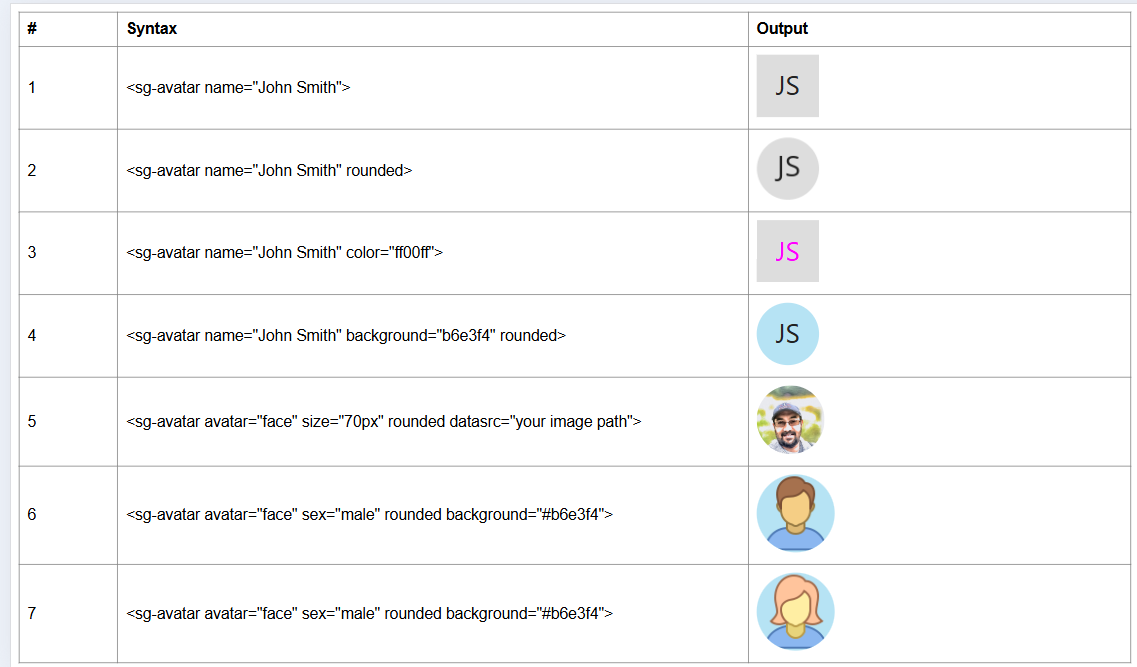 # Syntax Output
1 <sg-avatar name="John Smith"> JS
2 <sg-avatar name="John Smith" rounded> JS
3 <sg-avatar name="John Smith" color="ff00ff"> JS
4 <sg-avatar name="John Smith" background="b6e3f4" rounded> JS
5 <sg-avatar avatar="face" size="70px" rounded datasrc="your image path">
6 <sg-avatar avatar="face" sex="male" rounded background="#b6e3f4">
7 <sg-avatar avatar="face" sex="male" rounded background="#b6e3f4">